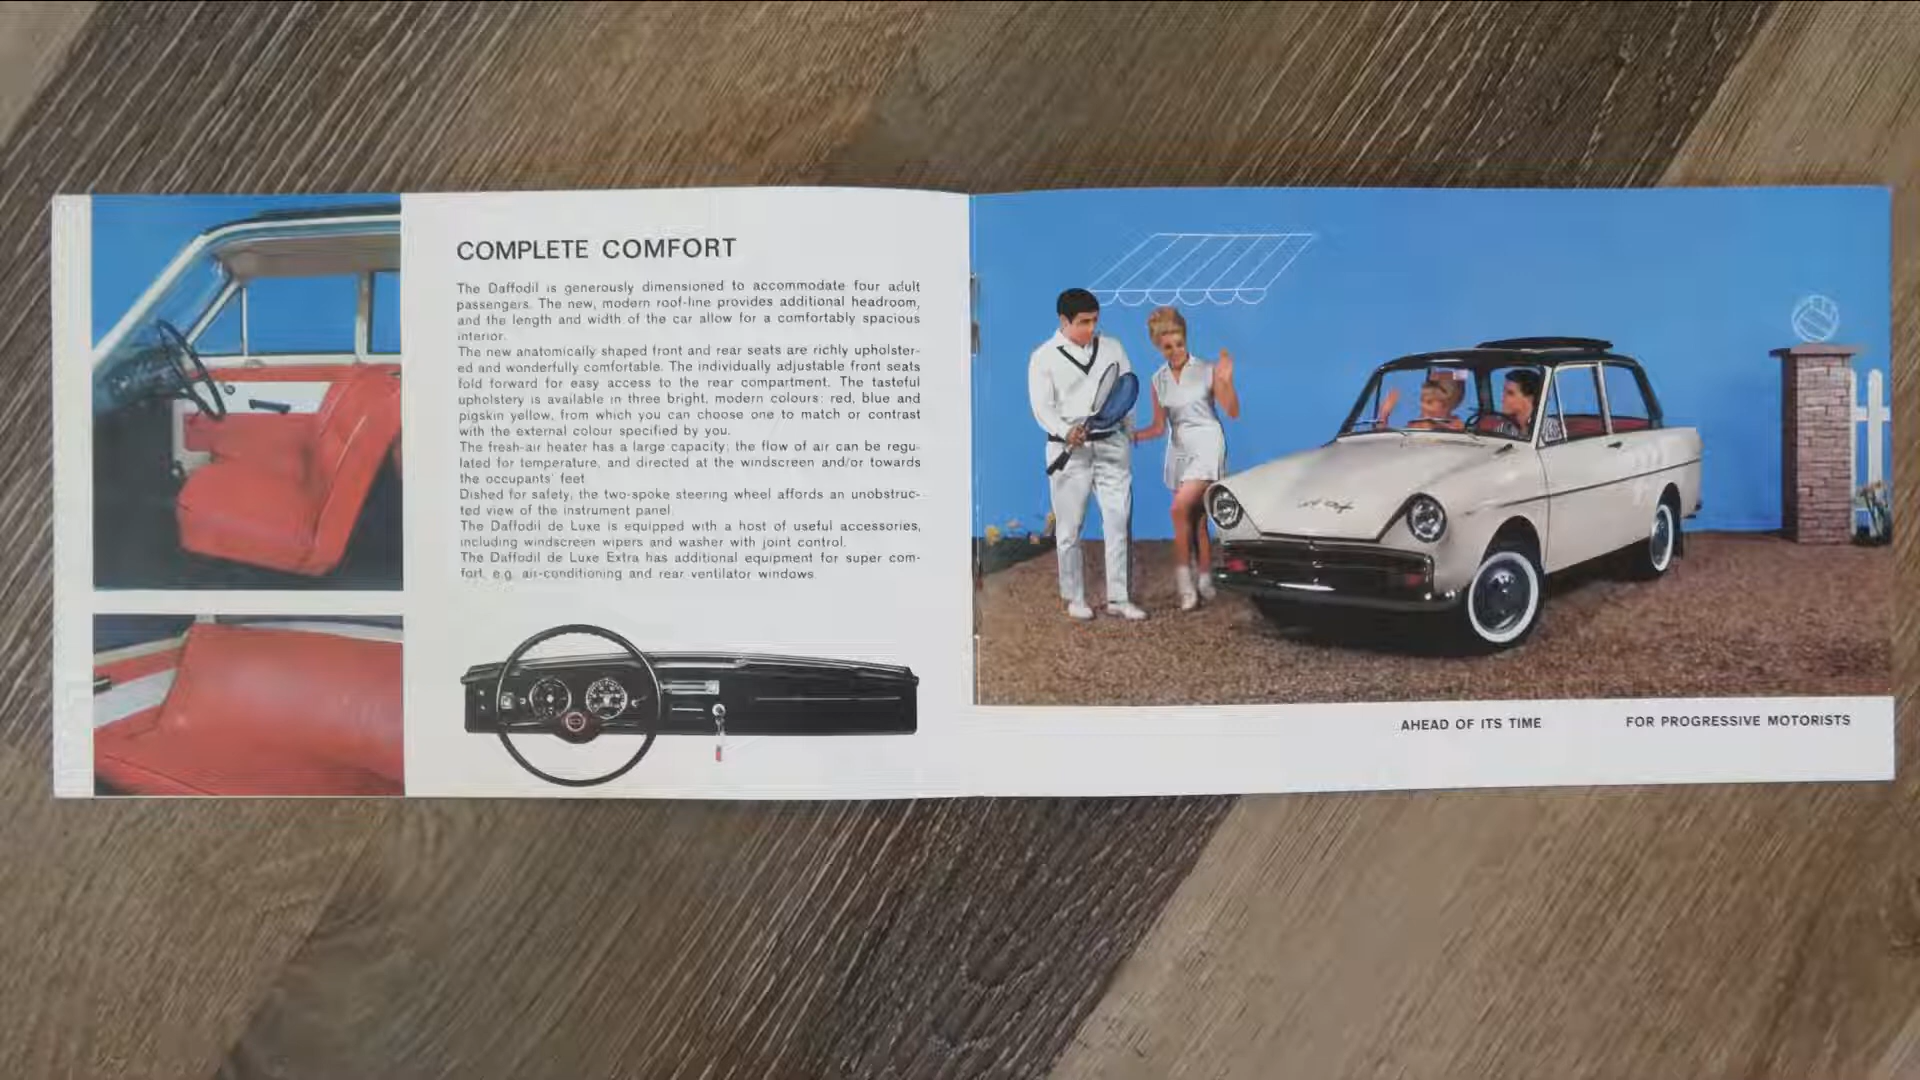 COMPLETE COMFORT
The Daffodil is generously dimensioned to accommodate four adult
passengers. The new, modern roof-line provides additional headroom,
and the length and width of the car allow for a comfortably spacious
interior.
The new anatomically shaped front and rear seats are richly upholster-
ed and wonderfully comfortable. The individually adjustable front seats
fold forward for easy access to the rear compartment. The tasteful
upholstery is available in three bright, modern colours: red, blue and
pigskin yellow, from which you can choose one to match or contrast
with the external colour specified by you.
The fresh-air heater has a large capacity; the flow of air can be regu-
lated for temperature, and directed at the windscreen and/or towards
the occupants' feet
Dished for safety, the two-spoke steering wheel affords an unobstruc-
ted view of the instrument panel.
The Daffodil de Luxe is equipped with a host of useful accessories,
including windscreen wipers and washer with joint control.
The Daffodil de Luxe Extra has additional equipment for super com-
fort, e.g. air-conditioning and rear ventilator windows.
daf
AHEAD OF ITS TIME
FOR PROGRESSIVE MOTORISTS